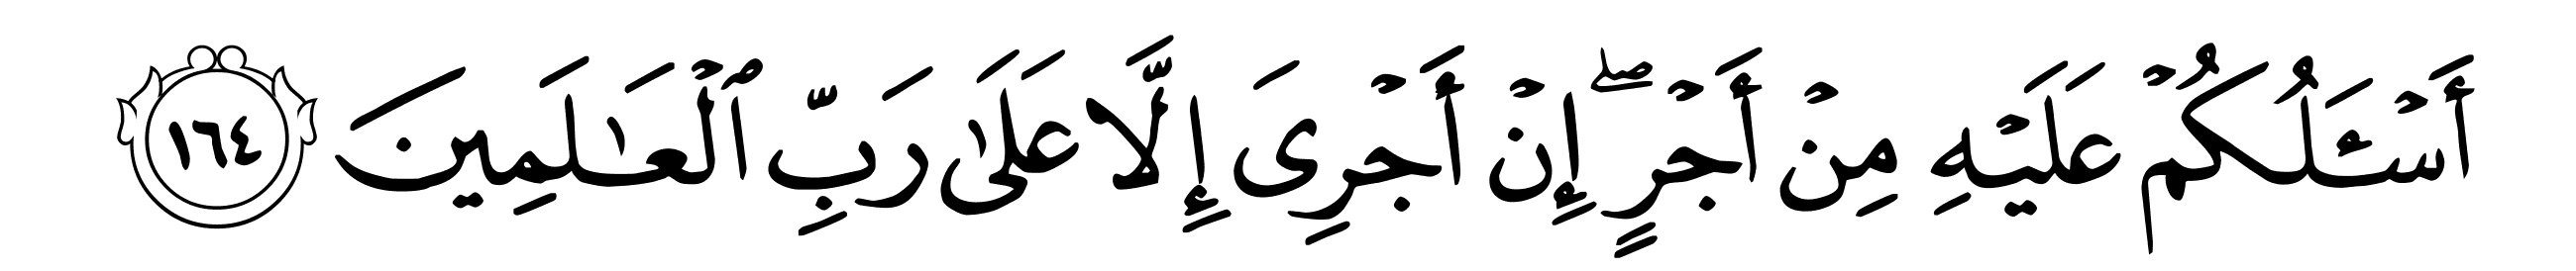 أَسْـَٔلُكُمْ عَلَيْهِ مِنْ أَجْرٍ ۖ إِنْ أَجْرِىَ إِلَّا عَلَىٰ رَبِّ ٱلْعَـٰلَمِينَ ١٦٤